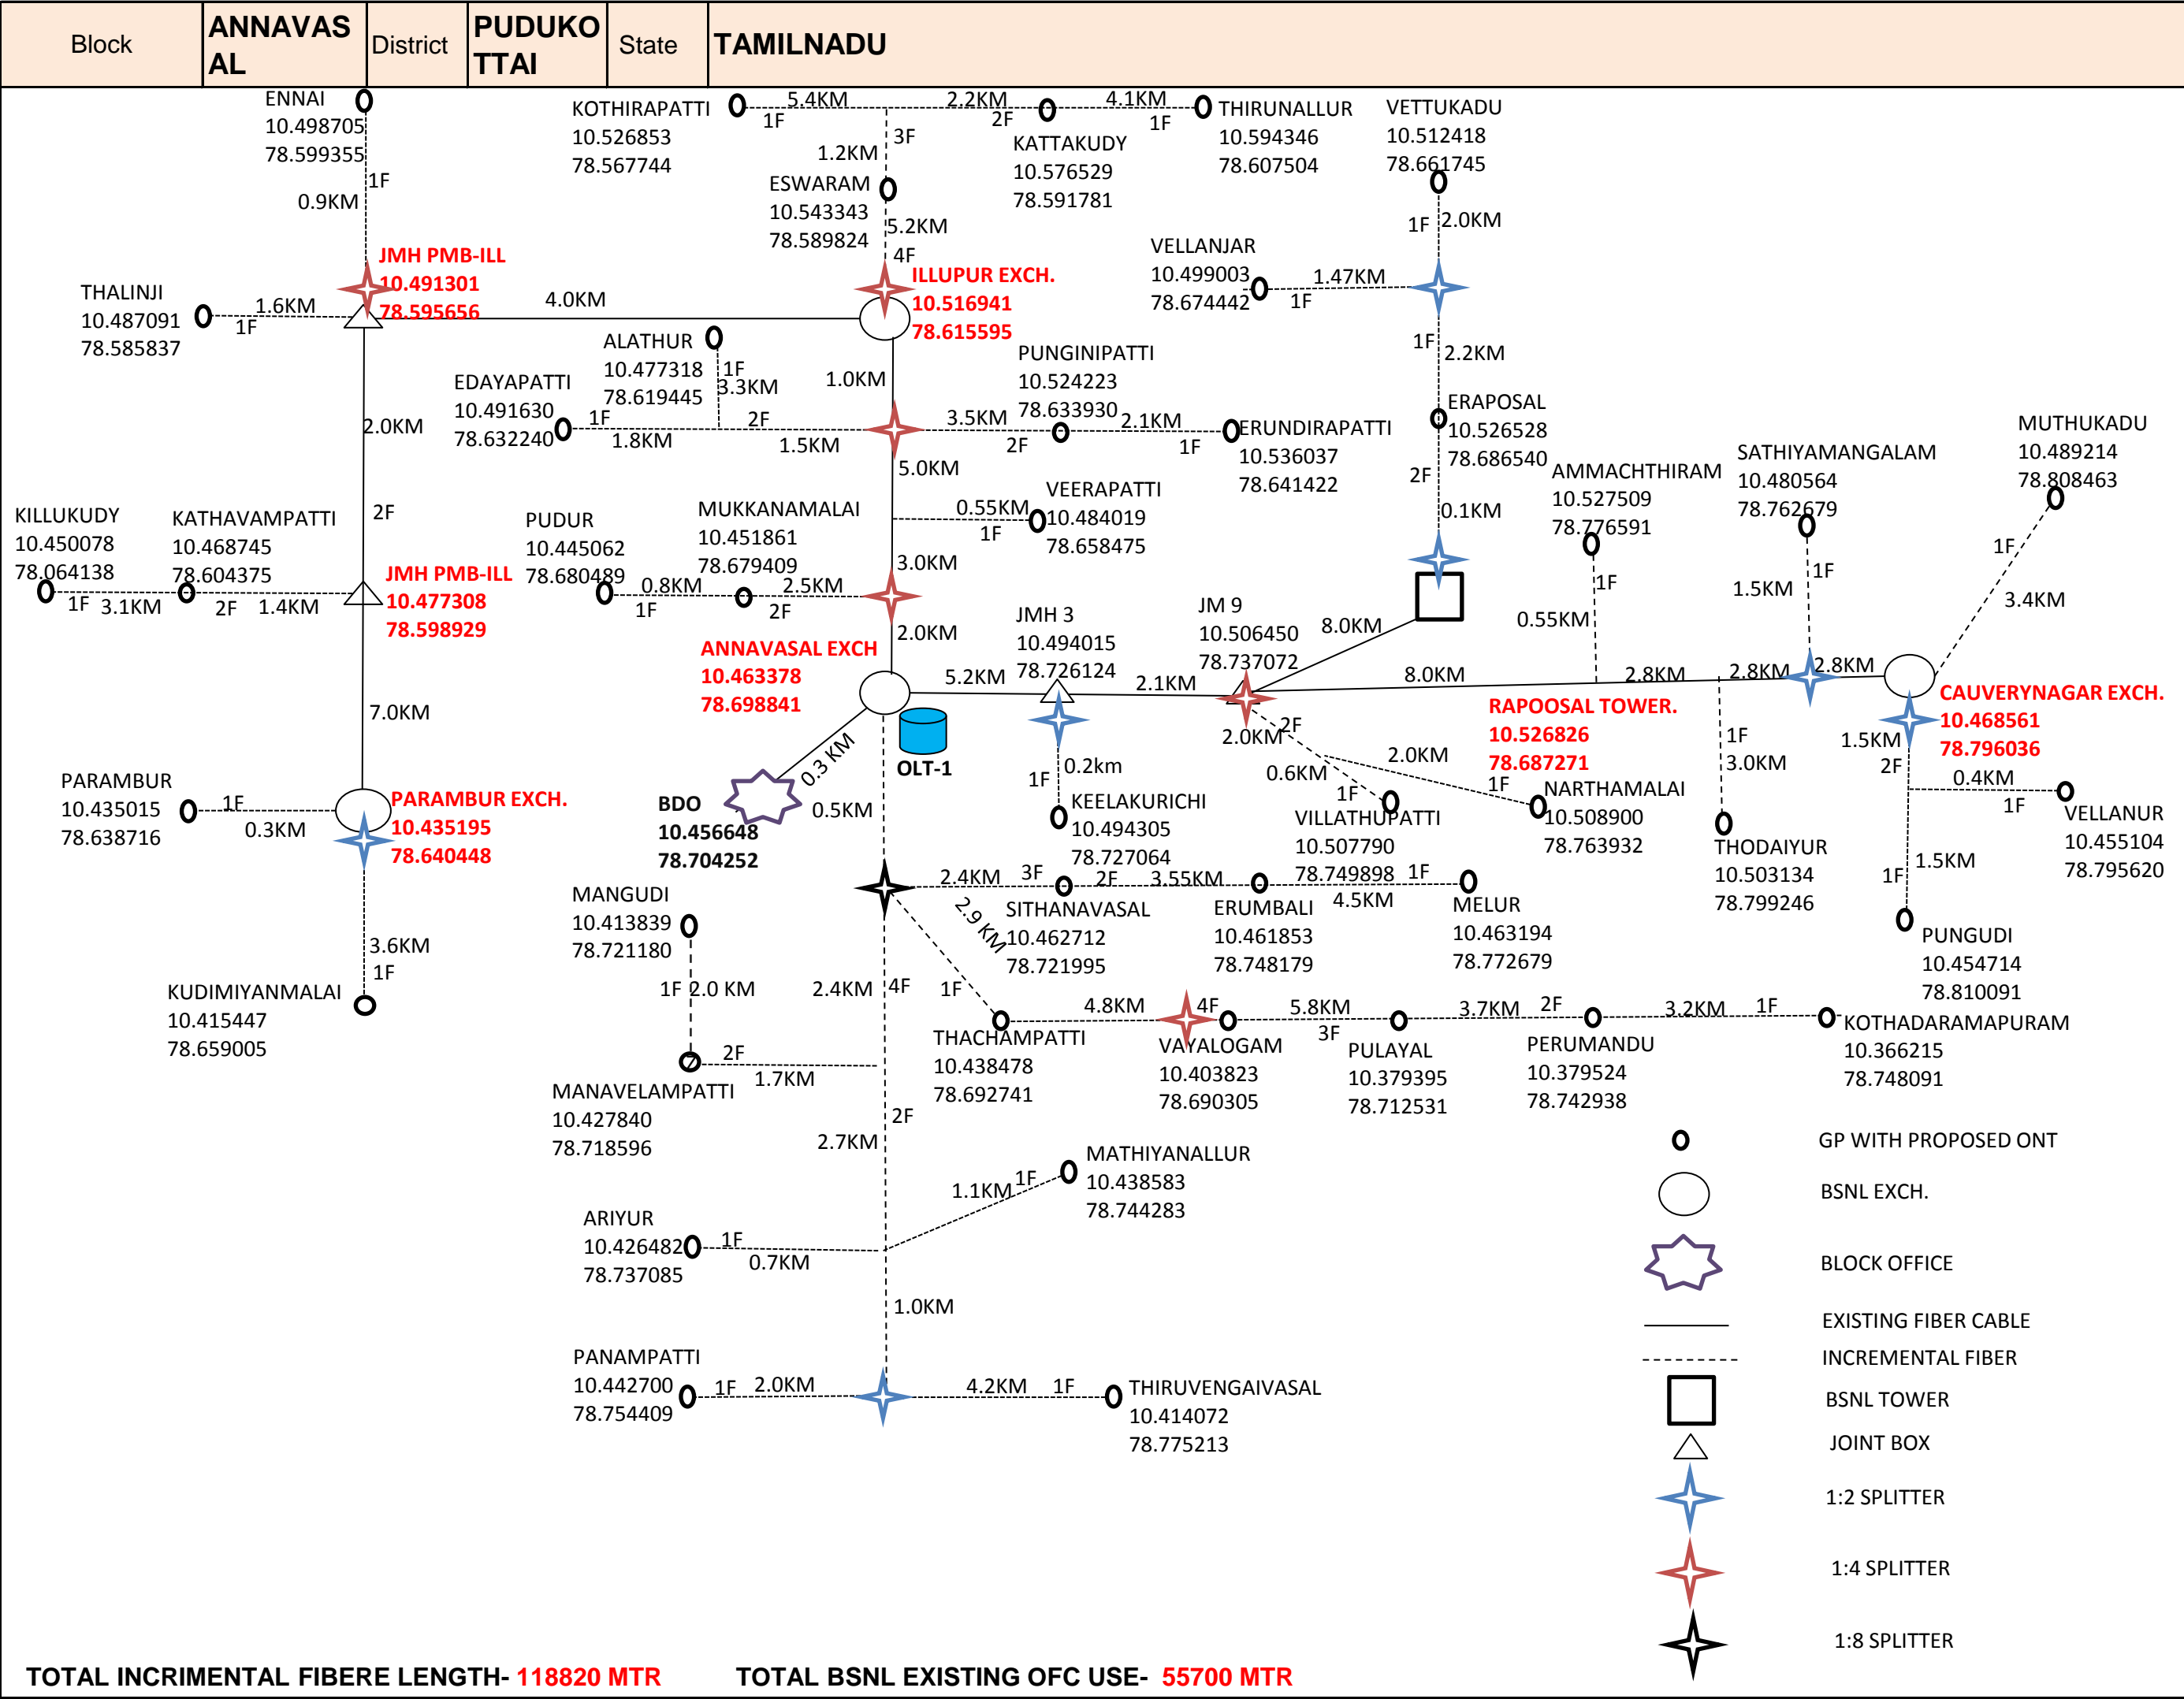 Block
ANNAVAS
AL
District
PUDUKO
TTAI
State
TAMILNADU
ENNAI
10.498705
78.599355
1F
0.9KM
KOTHIRAPATTI
10.526853
78.567744
5.4KM
1F
2.2KM
2F
4.1KM
1F
3F
1.2KM
KATTAKUDY
10.576529
78.591781
THIRUNALLUR
10.594346
78.607504
VETTUKADU
10.512418
78.661745
ESWARAM
10.543343
78.589824
5.2KM
4F
1F
2.0KM
VELLANJAR
10.499003
78.674442
1.47KM
1F
JMH PMB-ILL
10.491301
78.595656
ILLUPUR EXCH.
10.516941
78.615595
THALINJI
10.487091
78.585837
1.6KM
1F
4.0KM
ALATHUR
10.477318
78.619445
1F
3.3KM
1.0KM
PUNGINIPATTI
10.524223
78.633930
1F
2.2KM
EDAYAPATTI
10.491630
78.632240
1F
1.8KM
2F
1.5KM
3.5KM
2F
2.1KM
1F
ERUNDIRAPATTI
10.536037
78.641422
ERAPOSAL
10.526528
78.686540
2F
0.1KM
2.0KM
2F
5.0KM
AMMACHTHIRAM
10.527509
78.776591
SATHIYAMANGALAM
10.480564
78.762679
MUTHUKADU
10.489214
78.808463
KILLUKUDY
10.450078
78.064138
KATHAVAMPATTI
10.468745
78.604375
PUDUR
10.445062
78.680489
MUKKANAMALAI
10.451861
78.679409
0.55KM
1F
VEERAPATTI
10.484019
78.658475
3.0KM
1F
3.1KM
2F
1.4KM
JMH PMB-ILL
10.477308
78.598929
0.8KM
1F
2.5KM
2F
1F
0.55KM
1.5KM
1F
1F
3.4KM
2.0KM
JMH 3
10.494015
78.726124
JM 9
10.506450
78.737072
8.0KM
ANNAVASAL EXCH
10.463378
78.698841
5.2KM
2.1KM
8.0KM
2.8KM
2.8KM
2.8KM
7.0KM
RAPOOSAL TOWER.
10.526826
78.687271
CAUVERYNAGAR EXCH.
10.468561
78.796036
OLT-1
0.3 KM
0.5KM
1F
0.2km
2F
2.0KM
0.6KM
1F
2.0KM
1F
1F
3.0KM
1.5KM
2F
0.4KM
1F
PARAMBUR
10.435015
78.638716
1F
0.3KM
PARAMBUR EXCH.
10.435195
78.640448
BDO
10.456648
78.704252
KEELAKURICHI
10.494305
78.727064
VILLATHUPATTI
10.507790
78.749898
NARTHAMALAI
10.508900
78.763932
THODAIYUR
10.503134
78.799246
VELLANUR
10.455104
78.795620
1.5KM
1F
2.4KM
3F
2F
3.55KM
1F
4.5KM
MANGUDI
10.413839
78.721180
2.9 KM
SITHANAVASAL
10.462712
78.721995
ERUMBALI
10.461853
78.748179
MELUR
10.463194
78.772679
PUNGUDI
10.454714
78.810091
3.6KM
1F
KUDIMIYANMALAI
10.415447
78.659005
1F
2.0 KM
2.4KM
4F
1F
4.8KM
4F
5.8KM
3F
3.7KM
2F
3.2KM
1F
THACHAMPATTI
10.438478
78.692741
VAYALOGAM
10.403823
78.690305
PULAYAL
10.379395
78.712531
PERUMANDU
10.379524
78.742938
KOTHADARAMAPURAM
10.366215
78.748091
2F
1.7KM
MANAVELAMPATTI
10.427840
78.718596
2F
2.7KM
MATHIYANALLUR
10.438583
78.744283
1.1KM
1F
ARIYUR
10.426482
78.737085
1F
0.7KM
1.0KM
PANAMPATTI
10.442700
78.754409
1F
2.0KM
4.2KM
1F
THIRUVENGAIVASAL
10.414072
78.775213
GP WITH PROPOSED ONT
BSNL EXCH.
BLOCK OFFICE
EXISTING FIBER CABLE
INCREMENTAL FIBER
BSNL TOWER
JOINT BOX
1:2 SPLITTER
1:4 SPLITTER
1:8 SPLITTER
TOTAL INCRIMENTAL FIBERE LENGTH- 118820 MTR
TOTAL BSNL EXISTING OFC USE- 55700 MTR